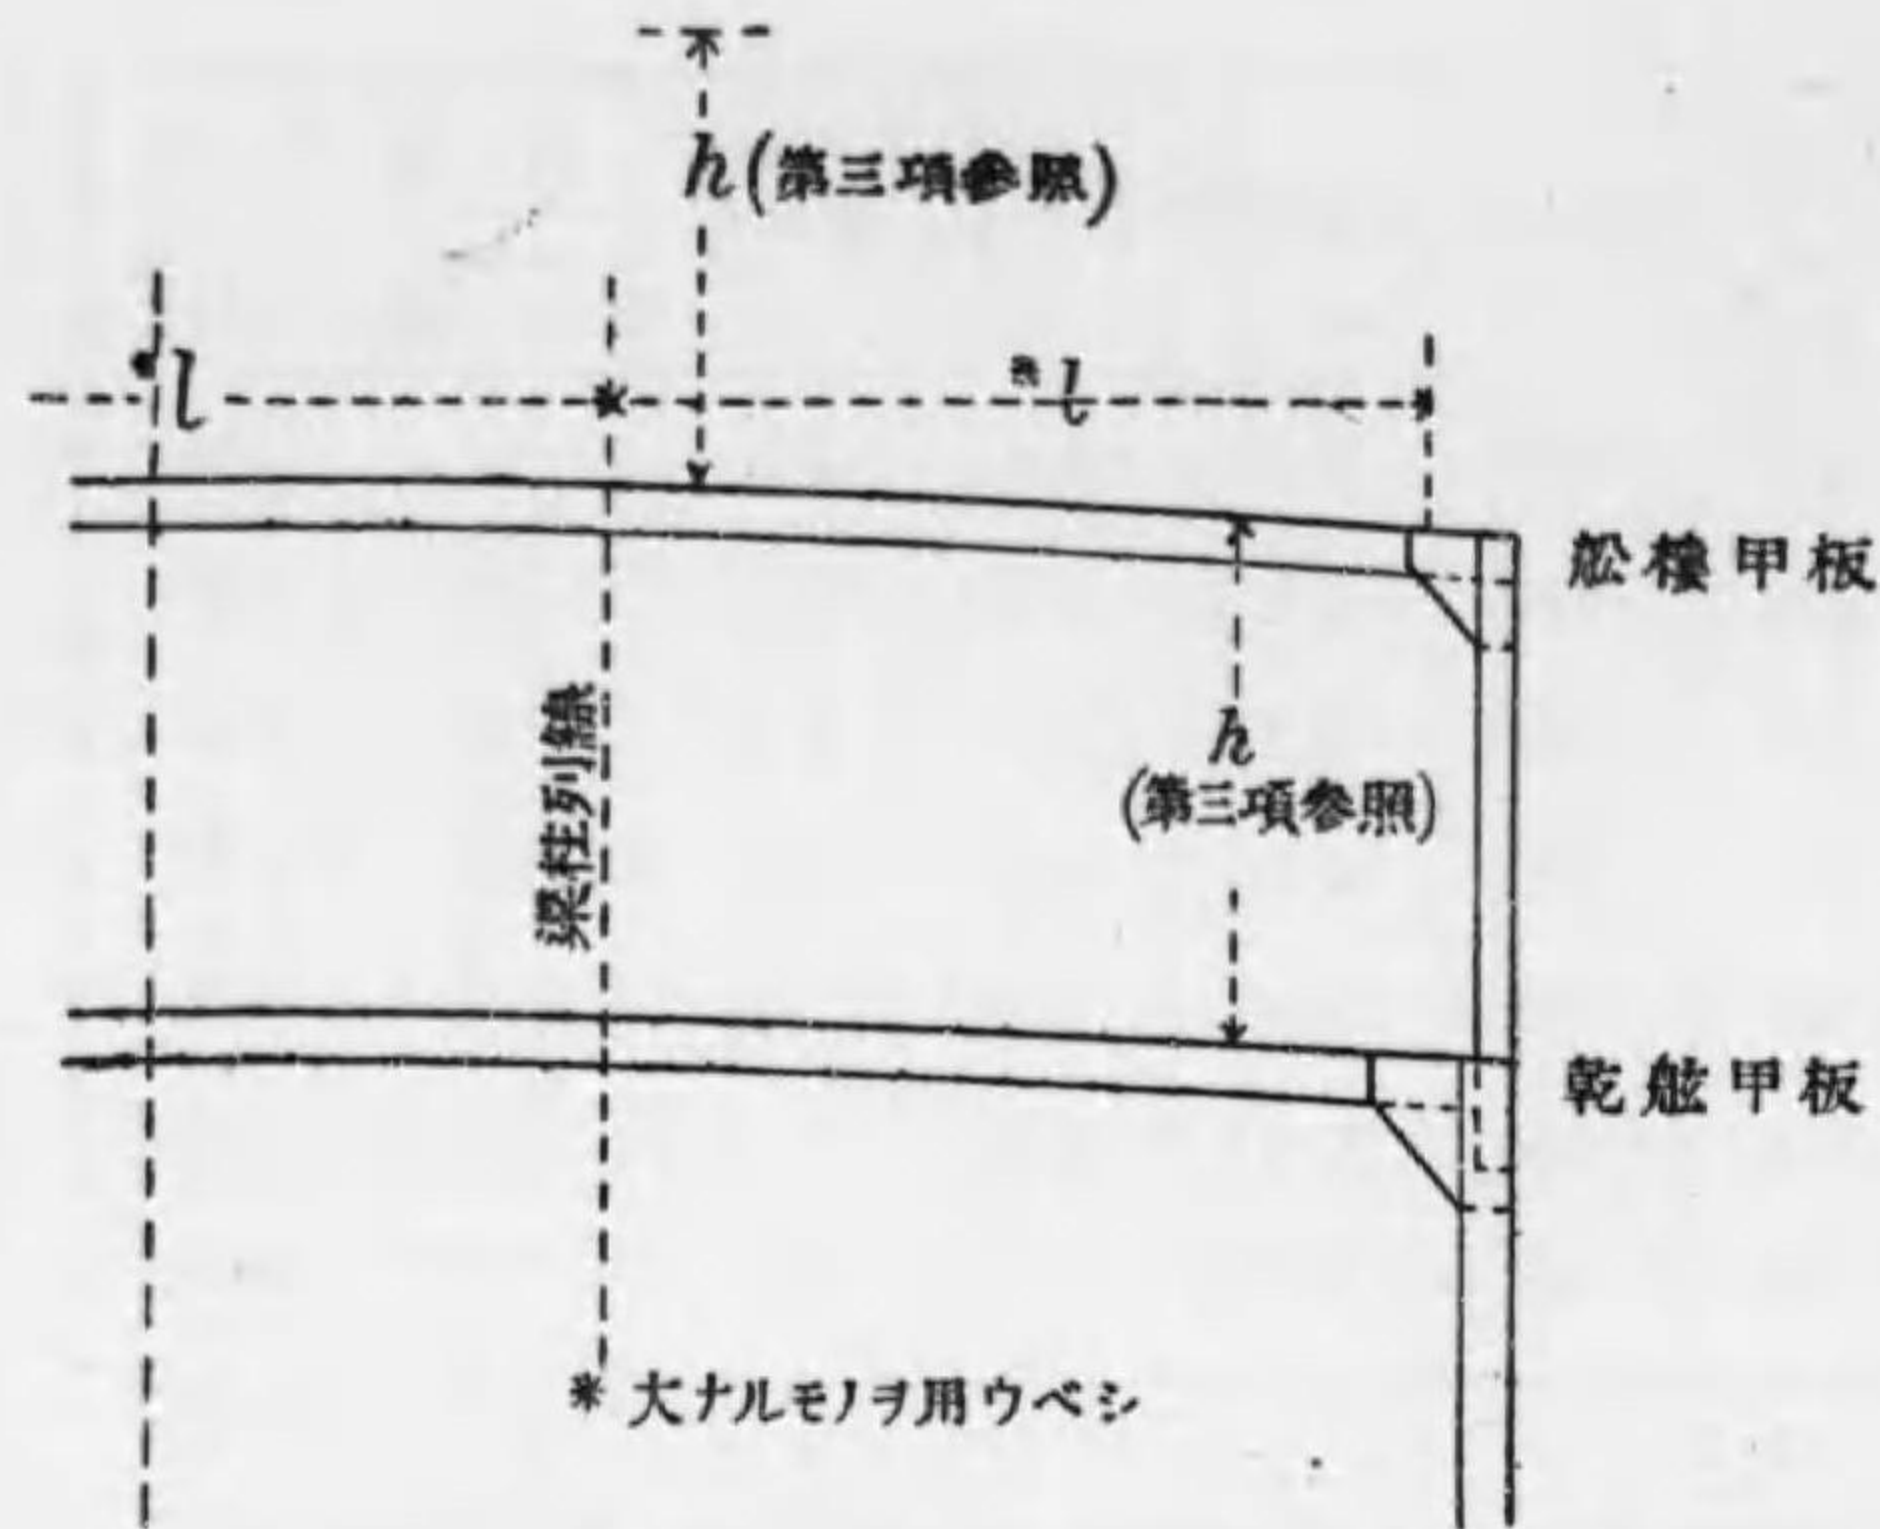 h(第三項參照)
*l
*l
舩樓甲板
梁柱列線
h
(第三項參照)
乾舷甲板
* 大ナルモノヲ用ウベシ